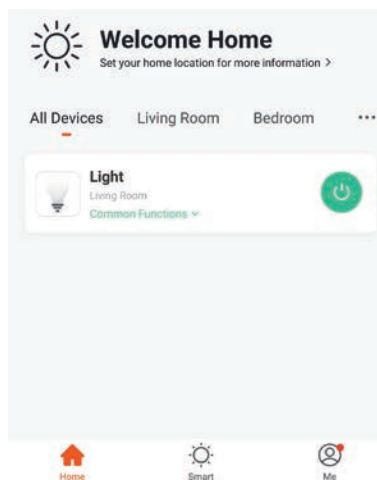 Welcome Home
Set your home location for more information >
All Devices Living Room Bedroom ...
Light
Living Room
Common Functions
Home Smart Me